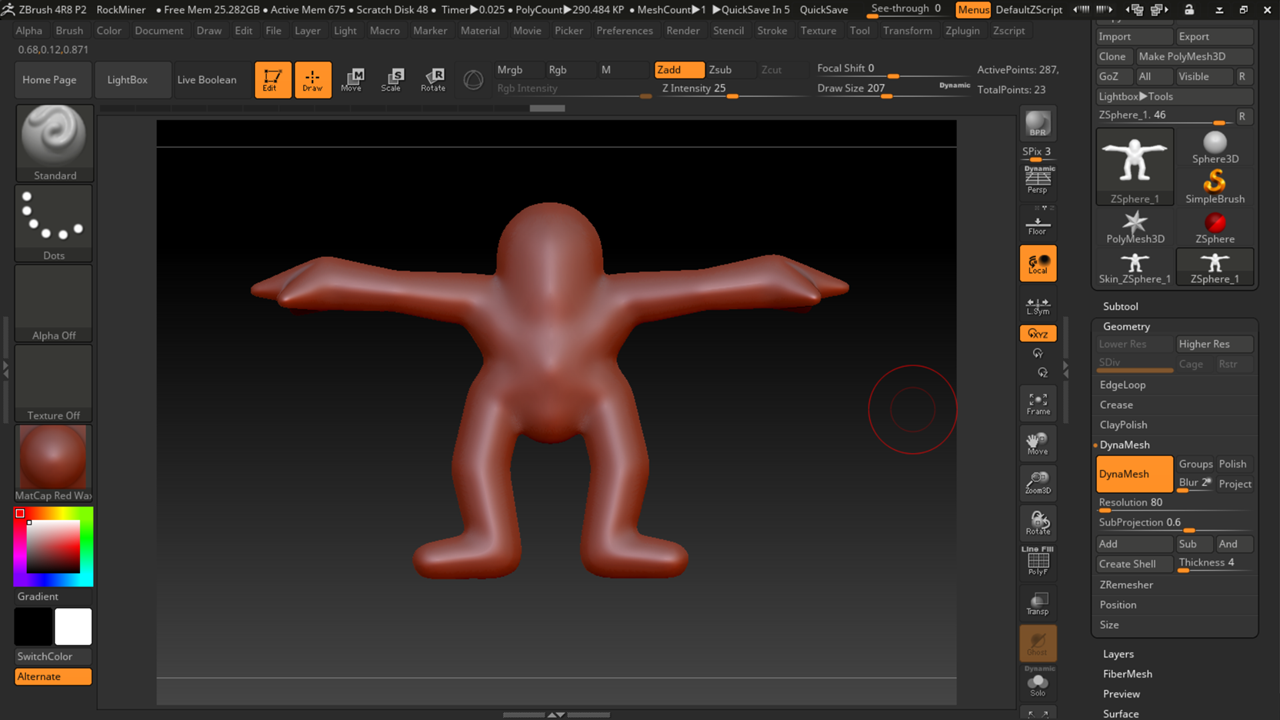 ZBrush 4R8 P2 RockMiner • Free Mem 25.282GB • Active Mem 675 • Scratch Disk 48 • Timer▶0.025 • PolyCount▶290.484 KP • MeshCount▶1 ▶QuickSave In 5 QuickSave See-through 0 Menus DefaultZScript
Alpha Brush Color Document Draw Edit File Layer Light Macro Marker Material Movie Picker Preferences Render Stencil Stroke Texture Tool Transform Zplugin Zscript
0.68,0.12,0.871
Home Page LightBox Live Boolean Edit Draw Move Scale Rotate
Mrgb Rgb M Zadd Zsub Zcut Focal Shift 0 ActivePoints: 287,
Rgb Intensity Z Intensity 25 Draw Size 207 Dynamic TotalPoints: 23
Standard
Dots
Alpha Off
Texture Off
MatCap Red Wax
Gradient
SwitchColor
Alternate
BPR
SPix 3
Dynamic
Persp
Floor
Local
L.Sym
XYZ
Y
Z
Frame
Move
Zoom3D
Rotate
Line Fill
PolyF
Transp
Ghost
Dynamic
Solo
Import Export
Clone Make PolyMesh3D
GoZ All Visible R
Lightbox▶Tools
ZSphere_1. 46 R
ZSphere_1 Sphere3D
SimpleBrush
PolyMesh3D ZSphere
Skin_ZSphere_1 ZSphere_1
Subtool
Geometry
Lower Res Higher Res
SDiv Cage Rstr
EdgeLoop
Crease
ClayPolish
DynaMesh
DynaMesh Groups Polish
Blur 2 Project
Resolution 80
SubProjection 0.6
Add Sub And
Create Shell Thickness 4
ZRemesher
Position
Size
Layers
FiberMesh
Preview
Surface